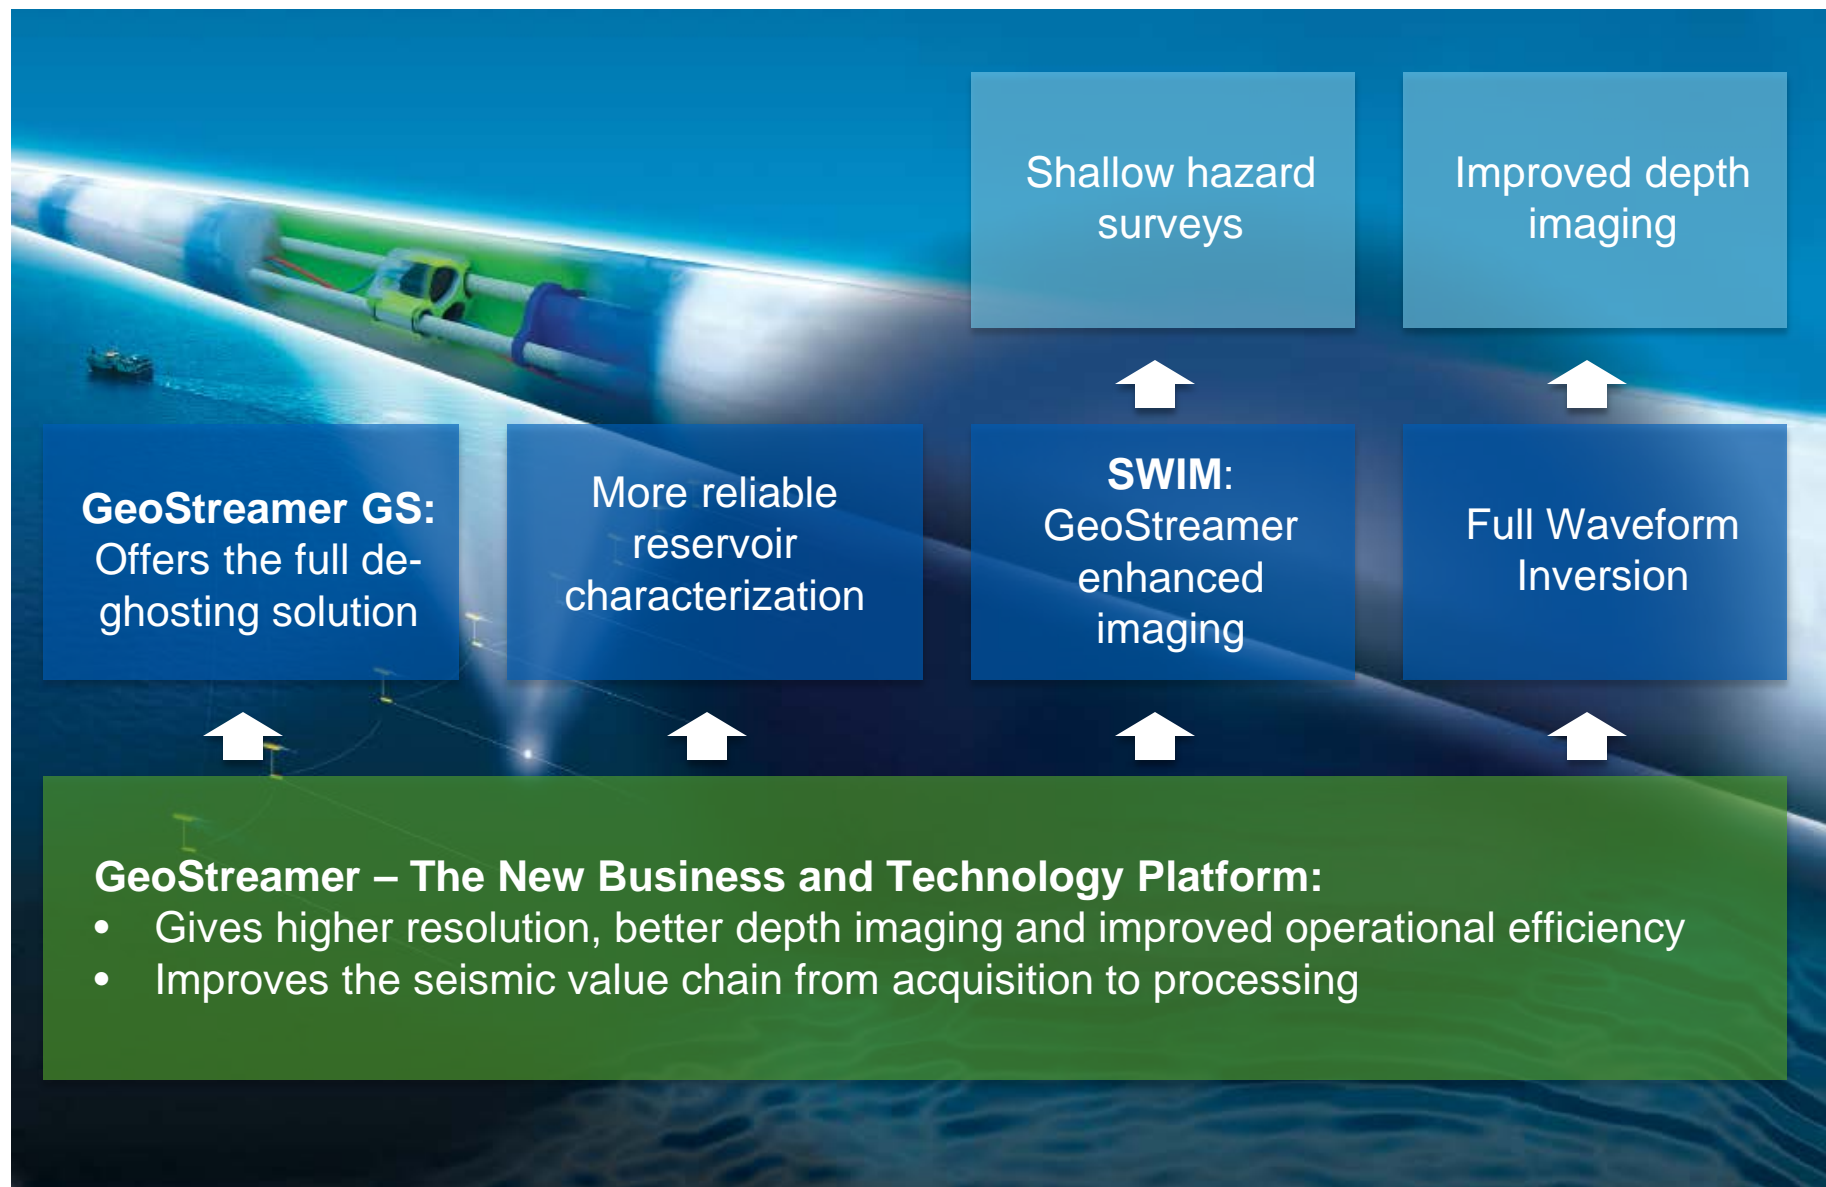 Shallow hazard
surveys
Improved depth
imaging
GeoStreamer GS:
Offers the full de-
ghosting solution
More reliable
reservoir
characterization
SWIM:
GeoStreamer
enhanced
imaging
Full Waveform
Inversion
GeoStreamer – The New Business and Technology Platform:
• Gives higher resolution, better depth imaging and improved operational efficiency
• Improves the seismic value chain from acquisition to processing